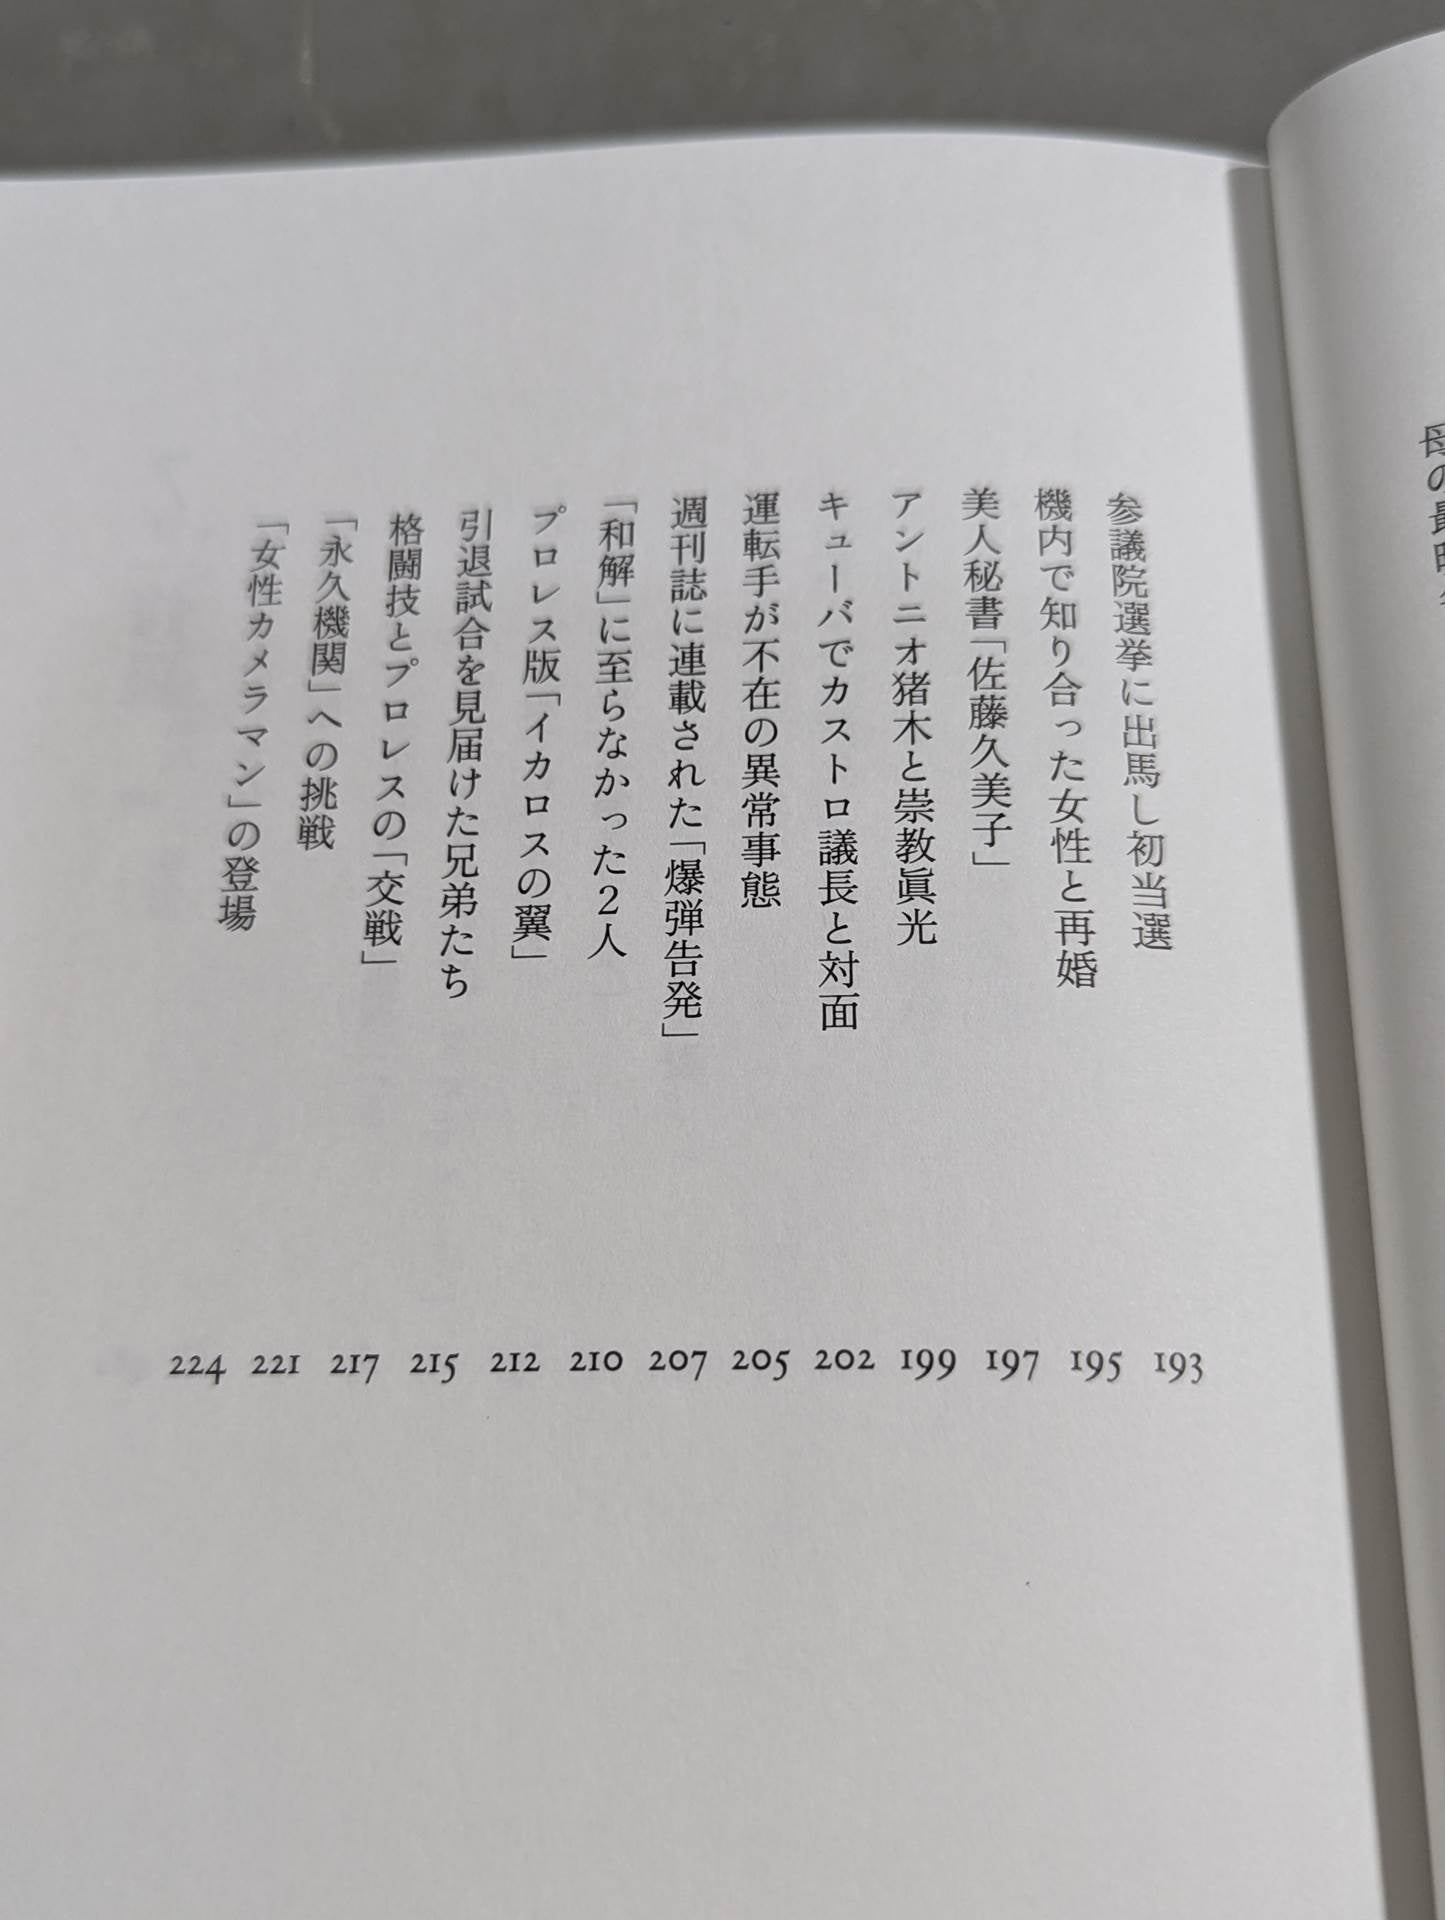 母の最
参議院選挙に出馬し初当選 193
機内で知り合った女性と再婚 195
美人秘書「佐藤久美子」 197
アントニオ猪木と崇教眞光 199
キューバでカストロ議長と対面 202
運転手が不在の異常事態 205
週刊誌に連載された「爆弾告発」 207
「和解」に至らなかった2人 210
プロレス版「イカロスの翼」 212
引退試合を見届けた兄弟たち 215
格闘技とプロレスの「交戦」 217
「永久機関」への挑戦 221
「女性カメラマン」の登場 224